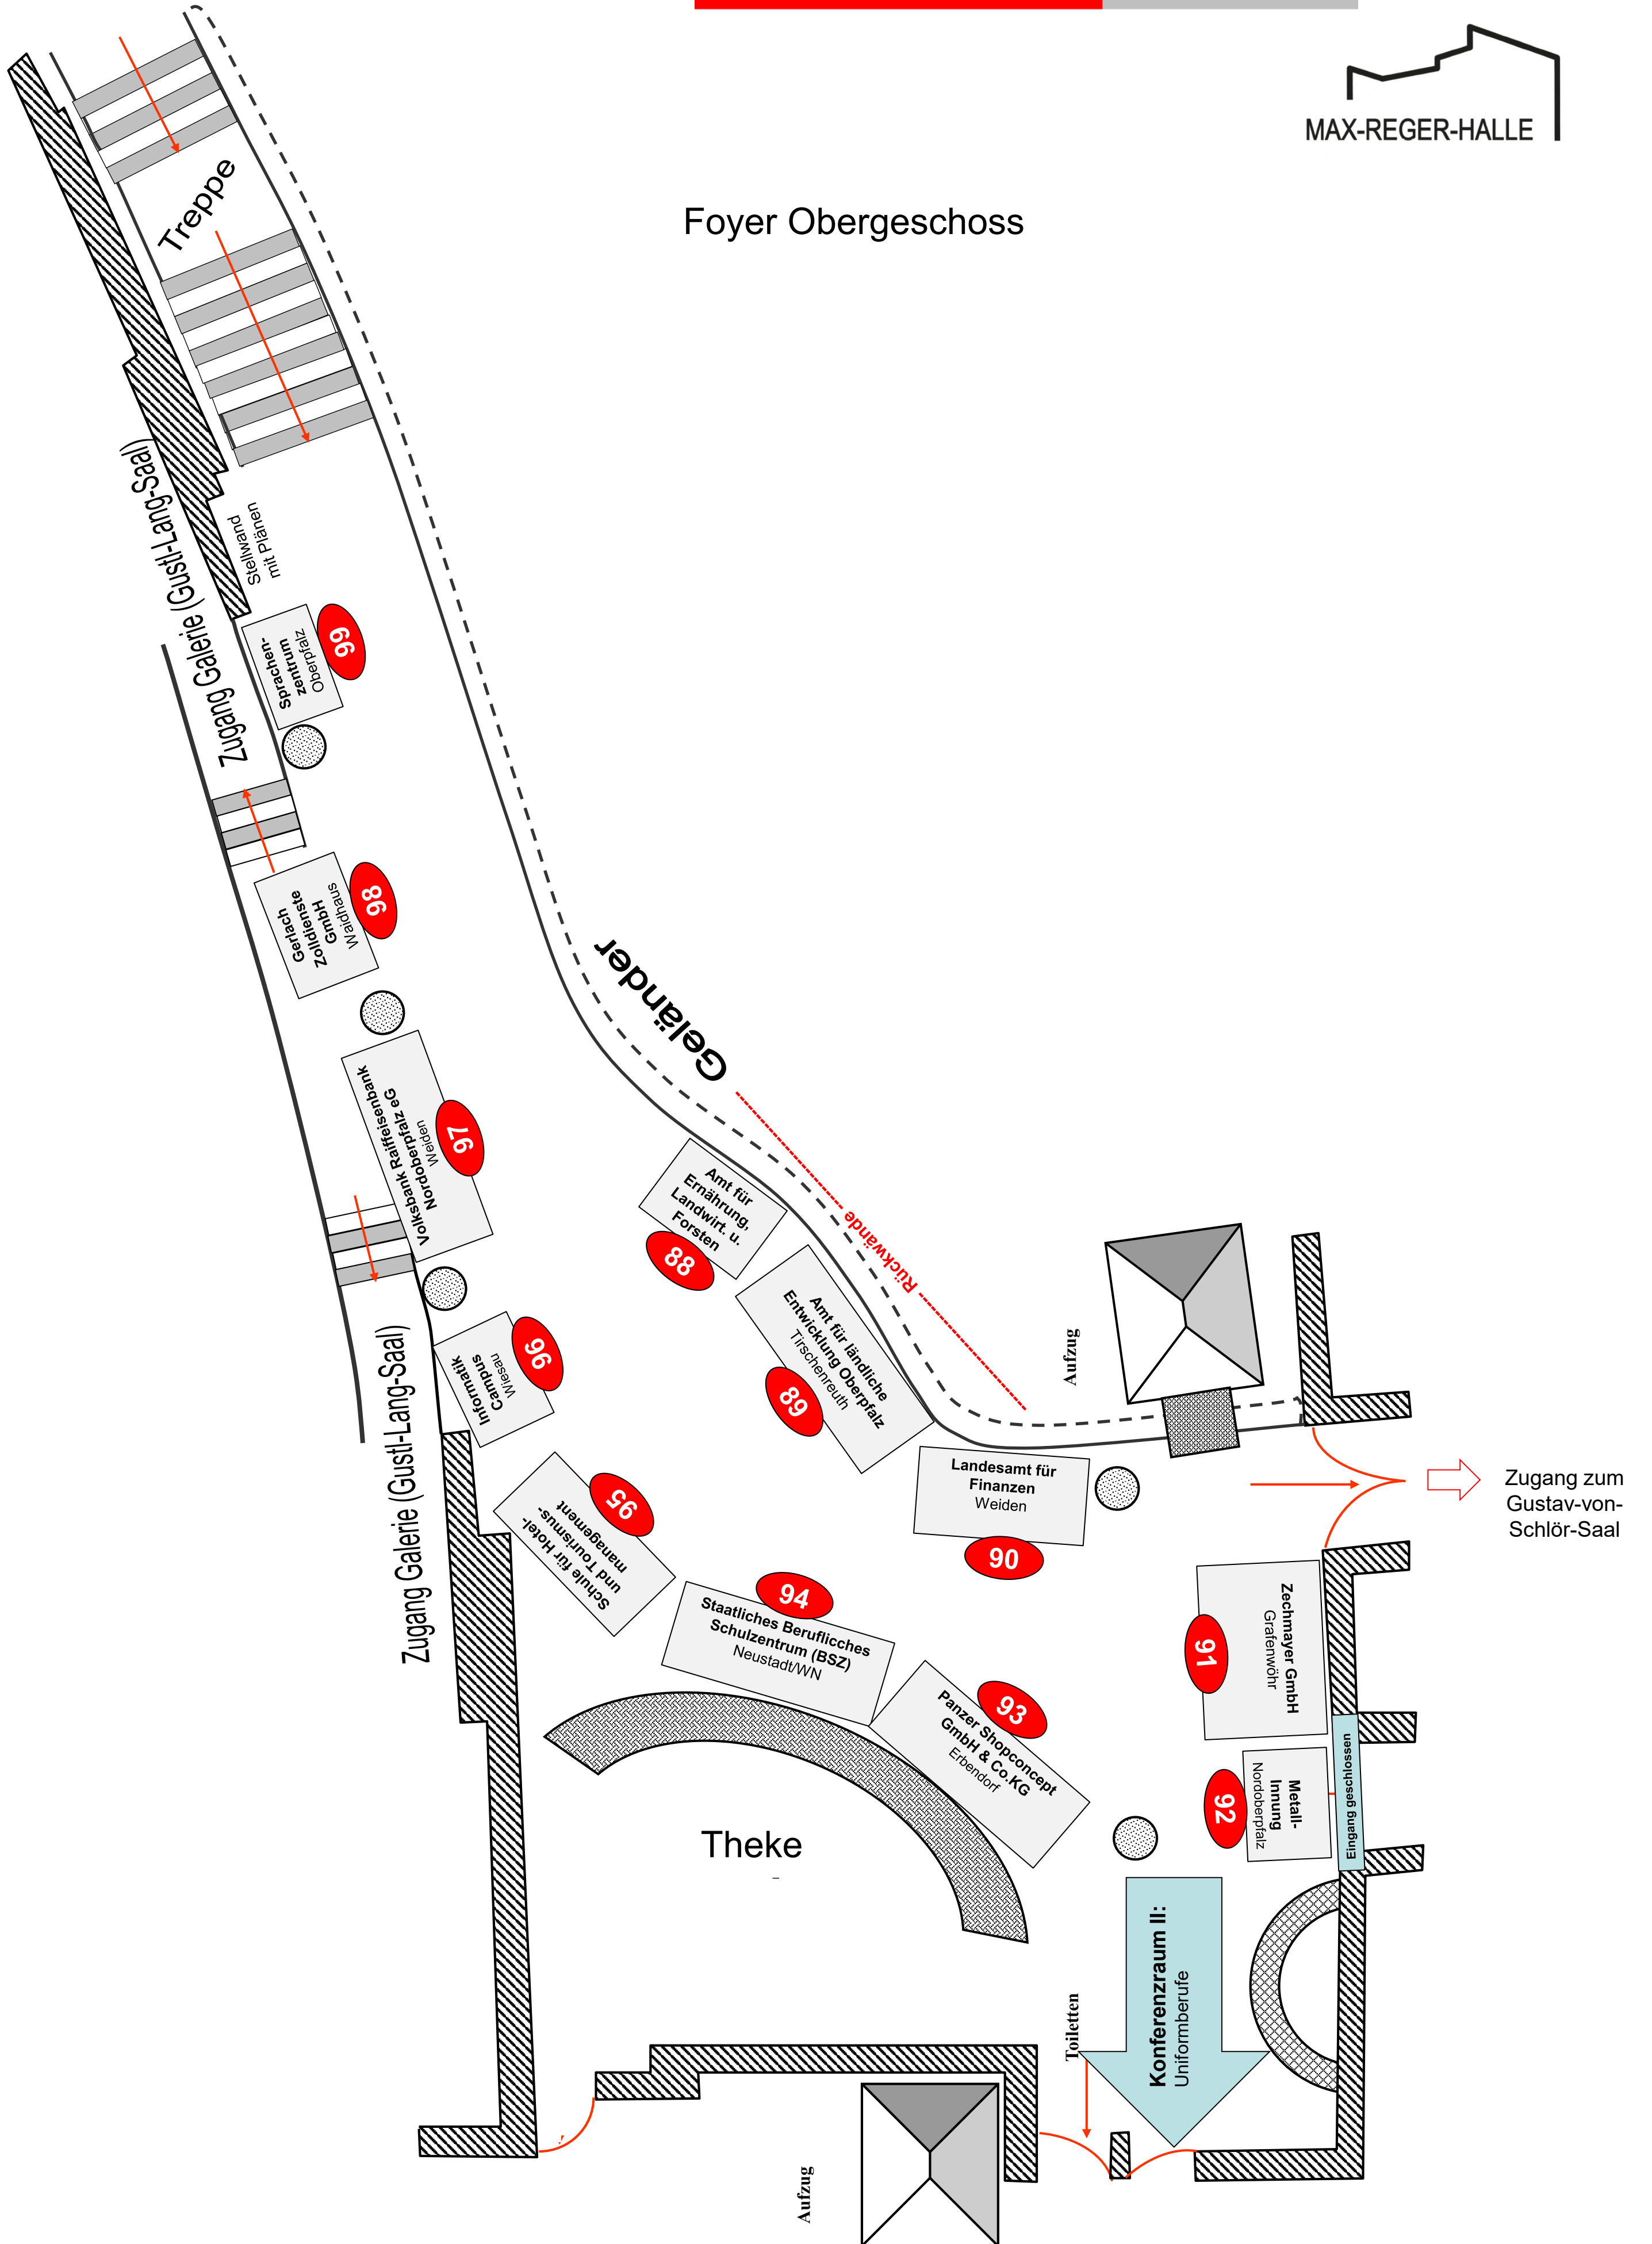 MAX-REGER-HALLE
Foyer Obergeschoss
Treppe
Zugang Galerie (Gustl-Lang-Saal)
Stellwand
mit Plänen
Sprachen-
zentrum
Oberpfalz
99
Gerlach
Zolldienste
GmbH
Waidhaus
98
Geländer
Volksbank Raiffeisenbank
Nordoberpfalz eG
Weiden
97
Amt für
Ernährung,
Landwirt. u.
Forsten
88
Rückwände
Amt für ländliche
Entwicklung Oberpfalz
Tirschenreuth
89
Aufzug
Informatik
Campus
Wiesau
96
Zugang Galerie (Gustl-Lang-Saal)
Landesamt für
Finanzen
Weiden
90
Zugang zum
Gustav-von-
Schlör-Saal
Schule für Hotel-
und Tourismus-
management
95
94
Staatliches Beruflicches
Schulzentrum (BSZ)
Neustadt/WN
Zechmayer GmbH
Grafenwöhr
91
93
Panzer Shopconcept
GmbH & Co.KG
Erbendorf
Metall-
Innung
Nordoberpfalz
92
Eingang geschlossen
Theke
–
Konferenzraum II:
Uniformberufe
Toiletten
Aufzug